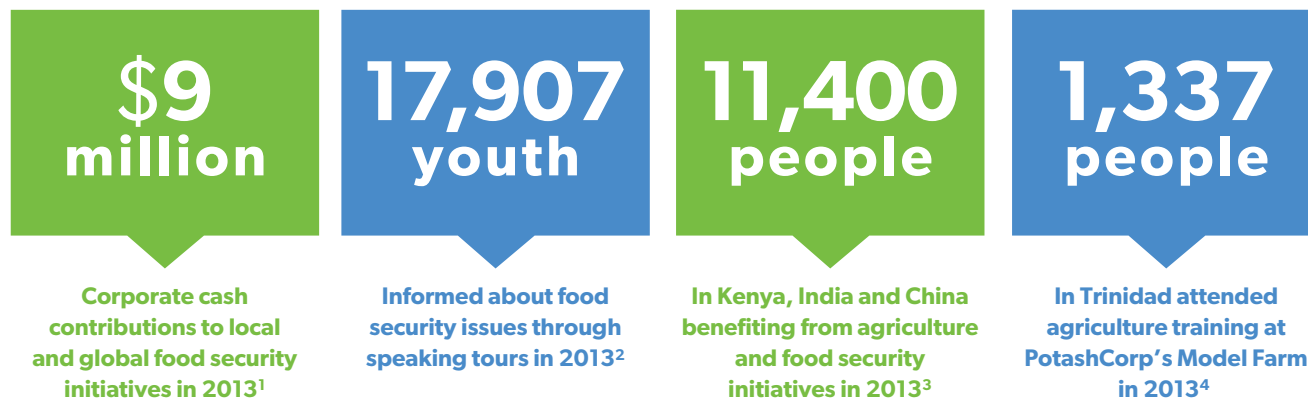 $9
million
Corporate cash
contributions to local
and global food security
initiatives in 2013¹
17,907
youth
Informed about food
security issues through
speaking tours in 2013²
11,400
people
In Kenya, India and China
benefiting from agriculture
and food security
initiatives in 2013³
1,337
people
In Trinidad attended
agriculture training at
PotashCorp's Model Farm
in 2013⁴